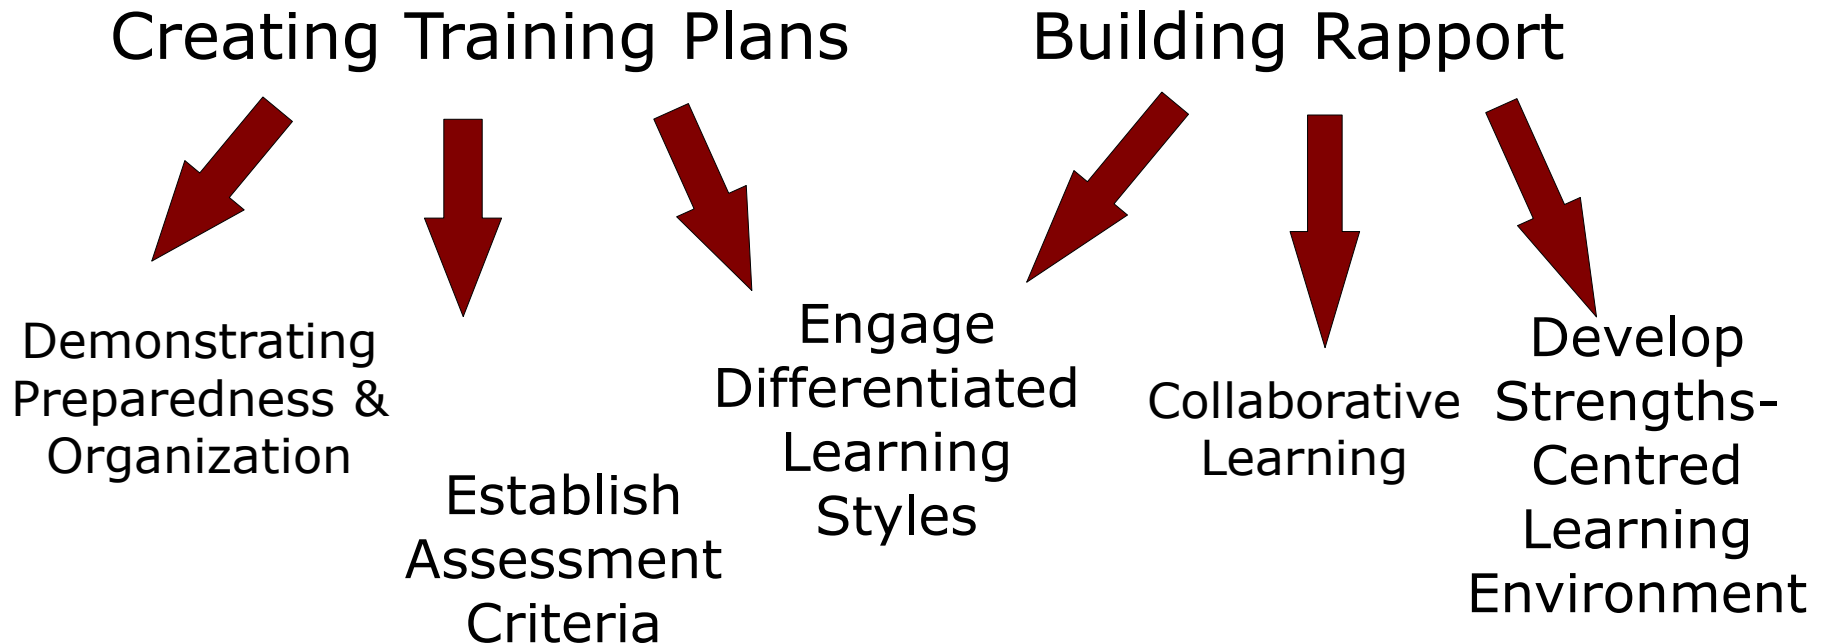 Creating Training Plans
Building Rapport
Demonstrating
Preparedness &
Organization
Establish
Assessment
Criteria
Engage
Differentiated
Learning
Styles
Collaborative
Learning
Develop
Strengths-
Centred
Learning
Environment